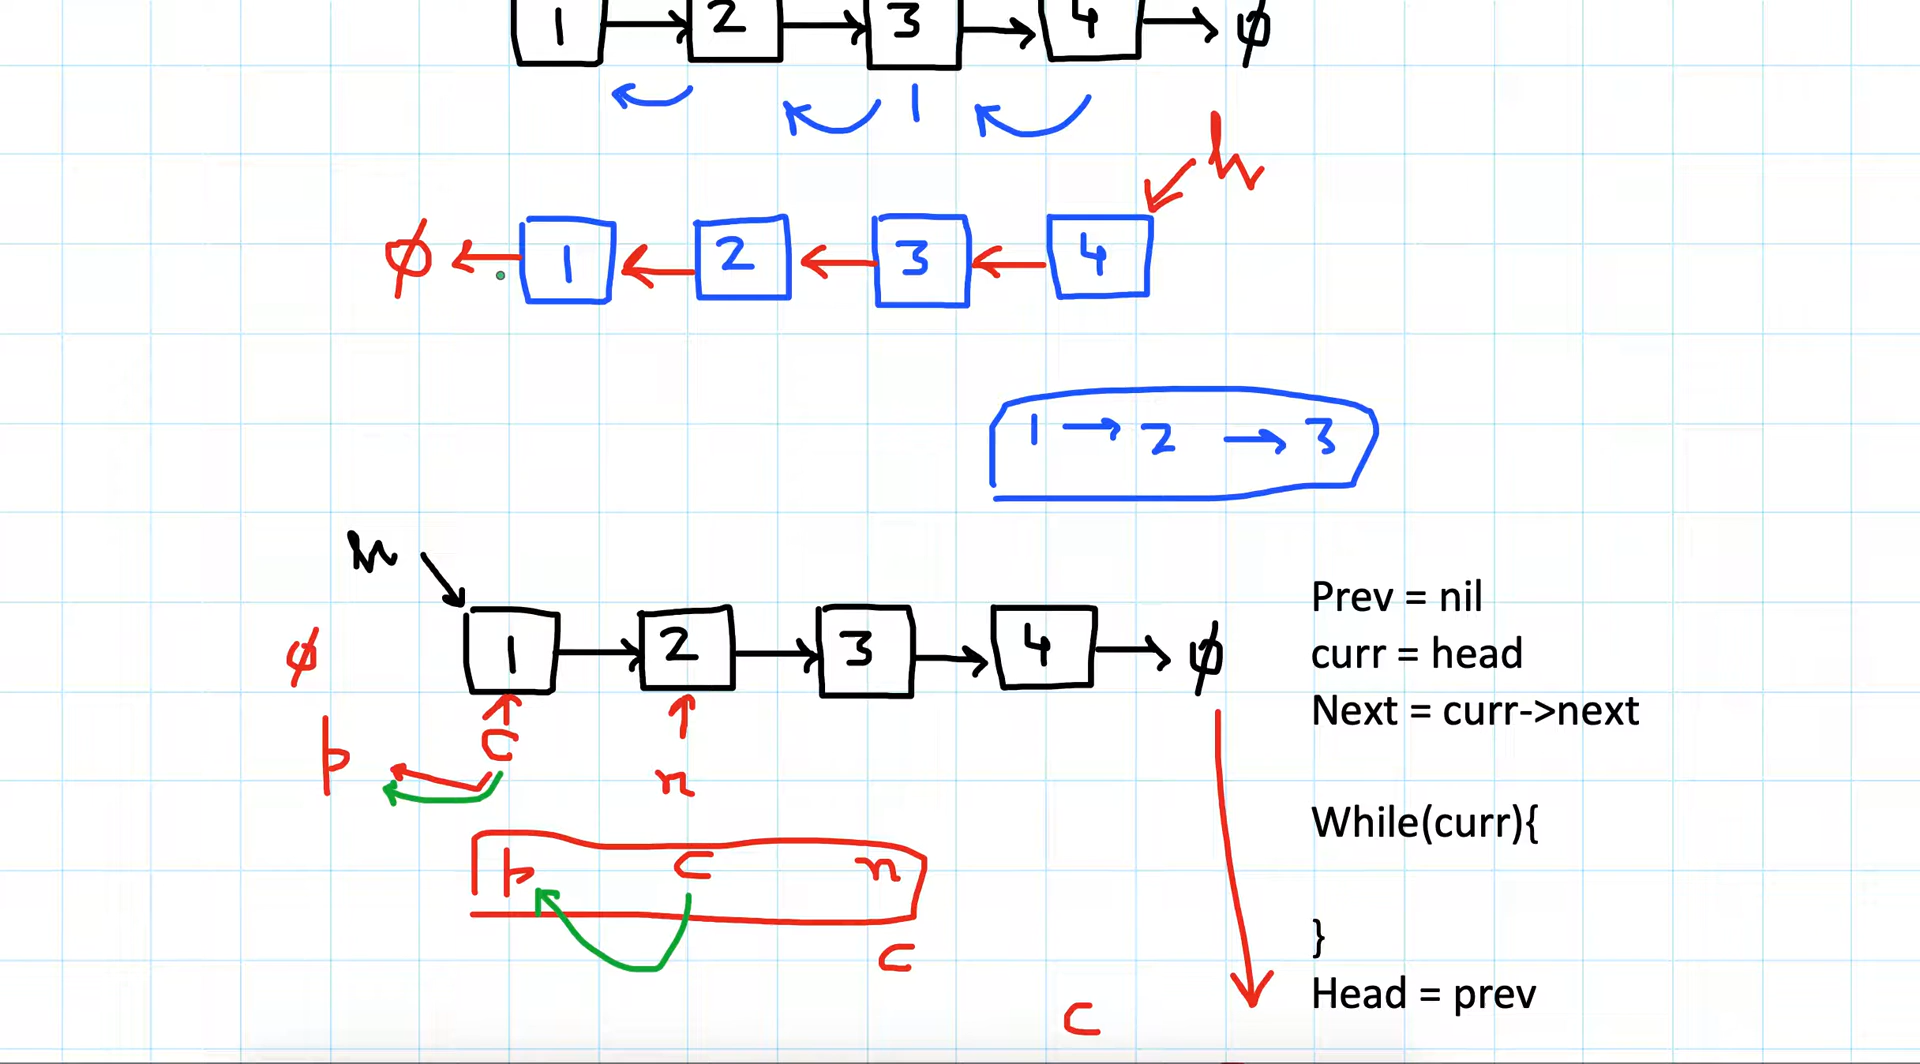 1 → 2 → 3 → 4 → ϕ
1
h
ϕ ← 1 ← 2 ← 3 ← 4
1 → 2 → 3
h
ϕ 1 → 2 → 3 → 4 → ϕ
p c n
p c n
c
c
Prev = nil
curr = head
Next = curr->next
While(curr){
}
Head = prev